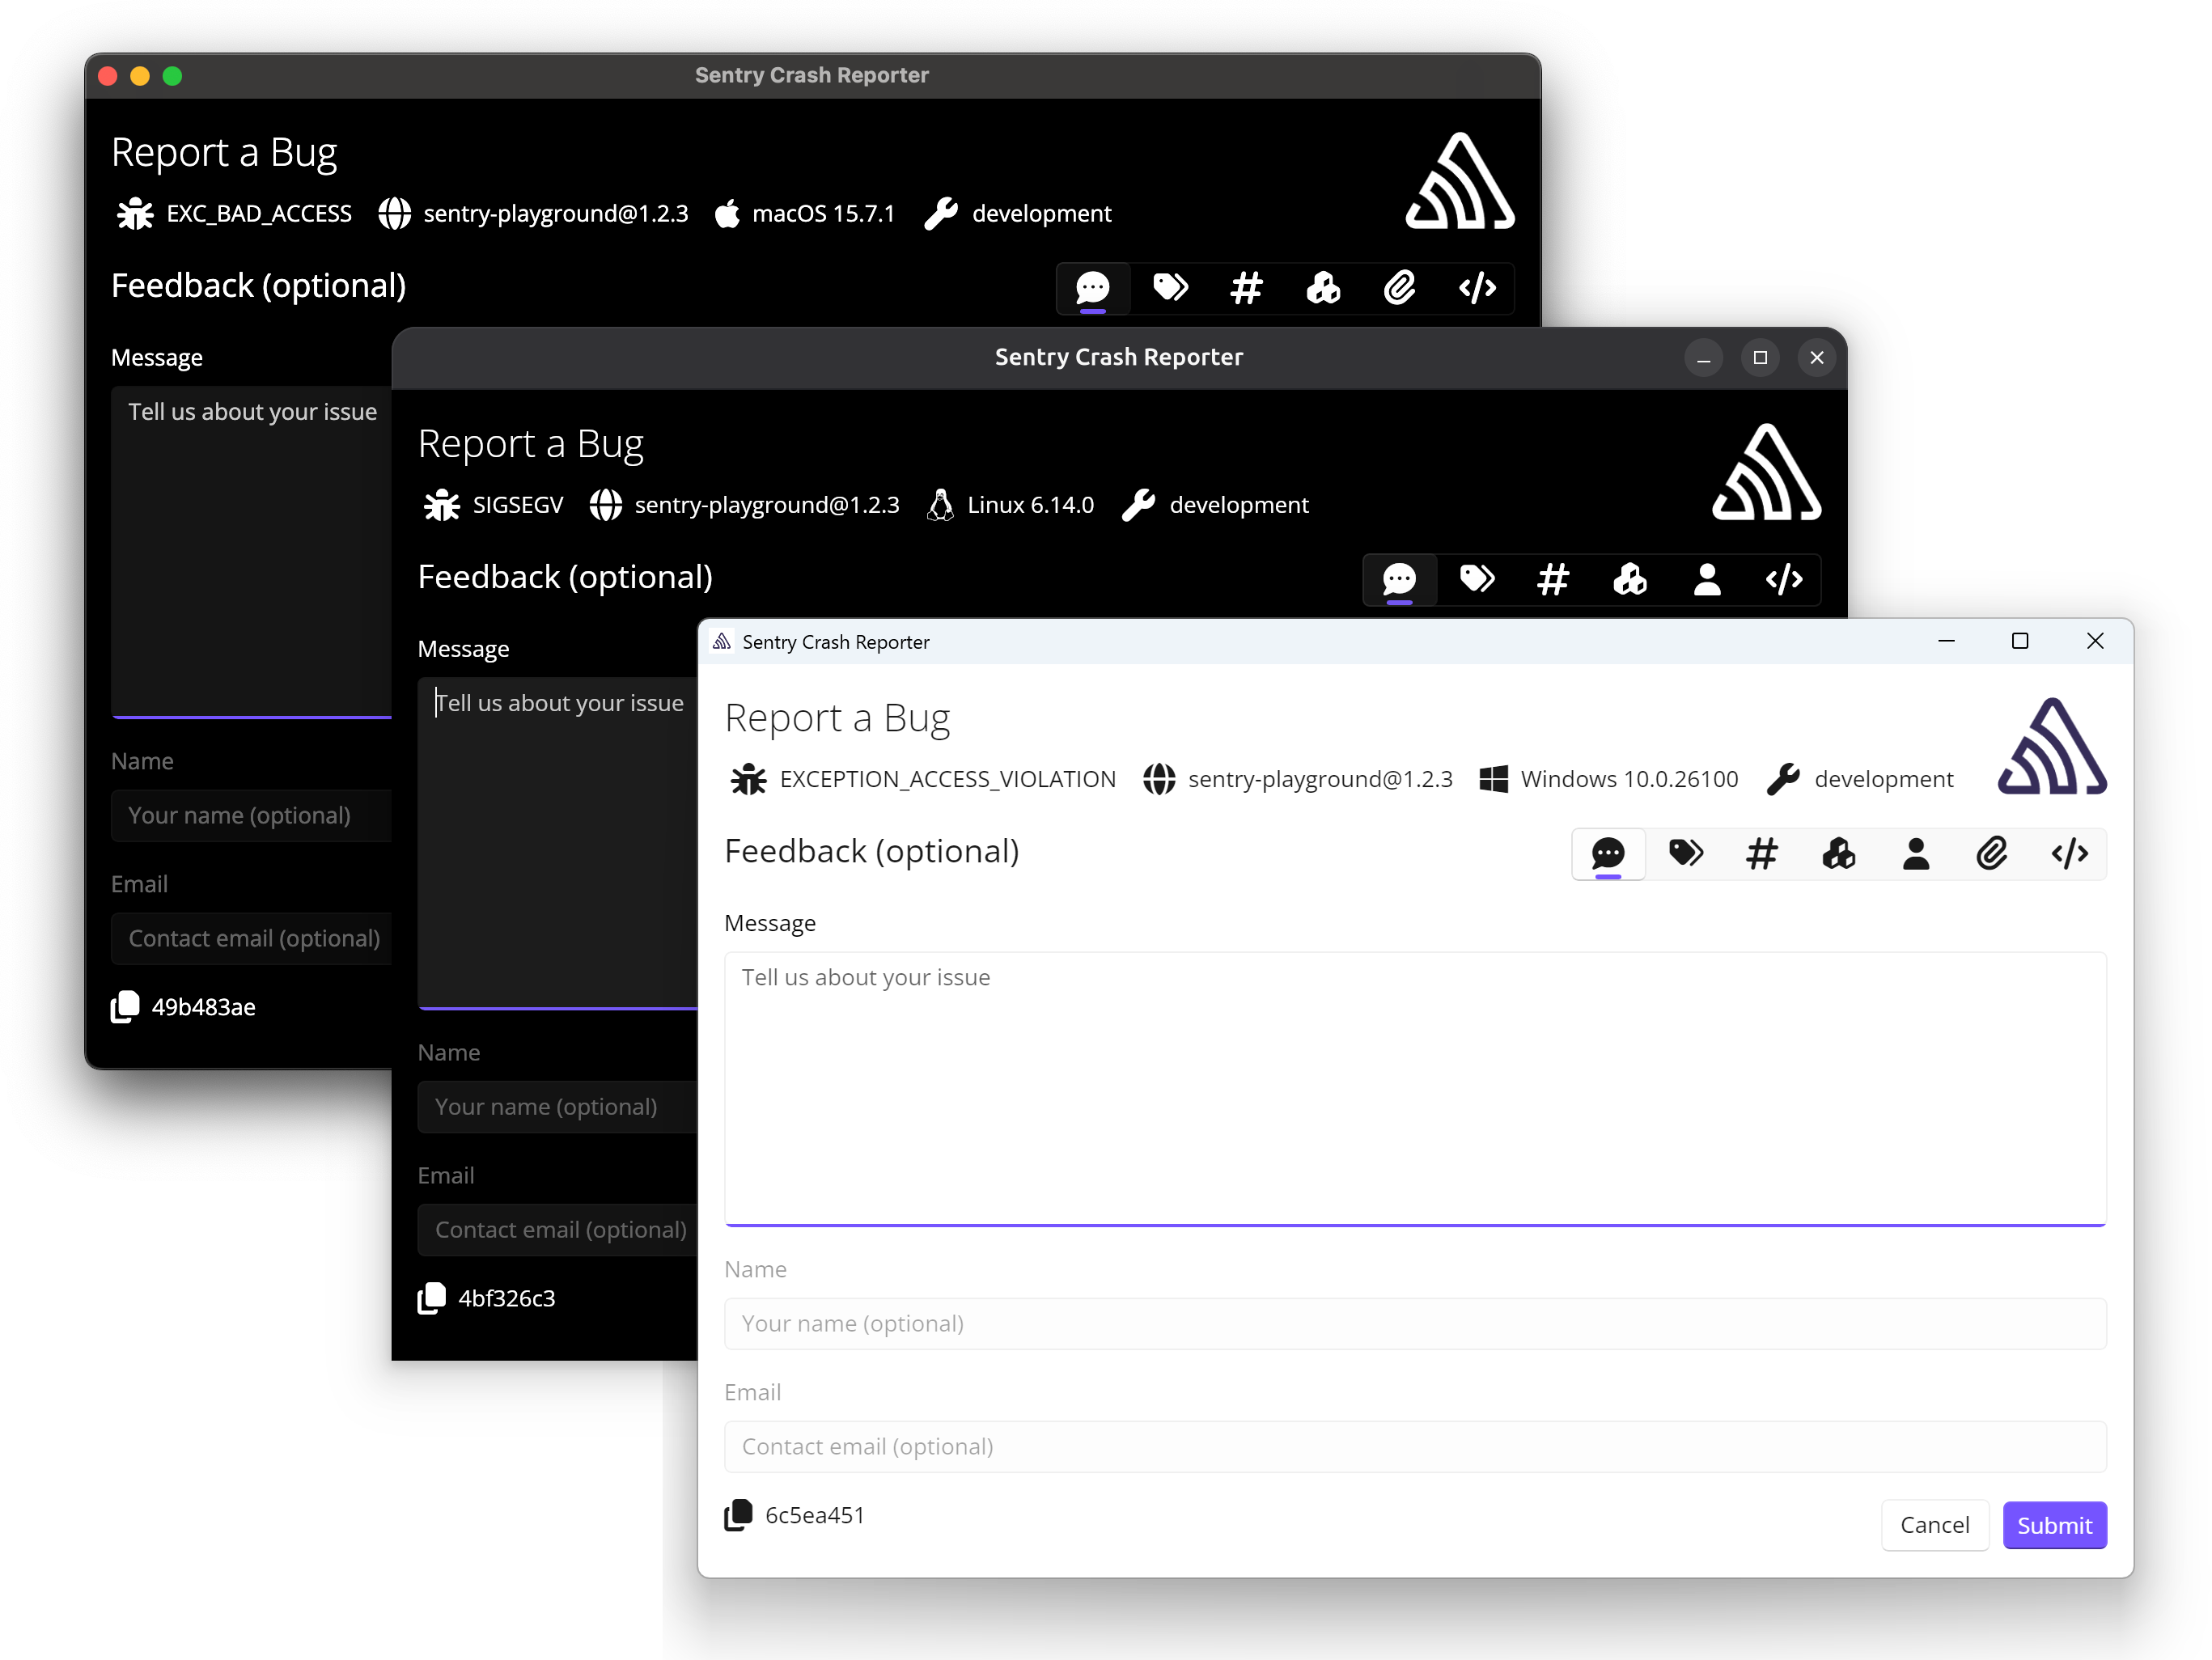 Sentry Crash Reporter
Report a Bug
EXC_BAD_ACCESS sentry-playground@1.2.3 macOS 15.7.1 development
Feedback (optional)
Message
Tell us about your issue
Name
Your name (optional)
Email
Contact email (optional)
49b483ae
Sentry Crash Reporter
Report a Bug
SIGSEGV sentry-playground@1.2.3 Linux 6.14.0 development
Feedback (optional)
Message
Tell us about your issue
Name
Your name (optional)
Email
Contact email (optional)
4bf326c3
Sentry Crash Reporter
Report a Bug
EXCEPTION_ACCESS_VIOLATION sentry-playground@1.2.3 Windows 10.0.26100 development
Feedback (optional)
Message
Tell us about your issue
Name
Your name (optional)
Email
Contact email (optional)
6c5ea451
Cancel Submit